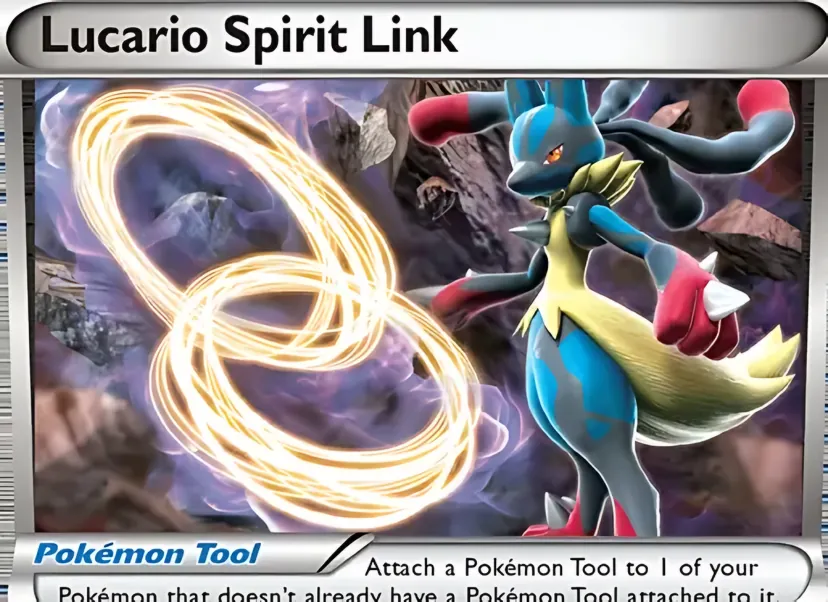 Lucario Spirit Link
Pokémon Tool
Attach a Pokémon Tool to 1 of your
Pokémon that doesn't already have a Pokémon Tool attached to it.